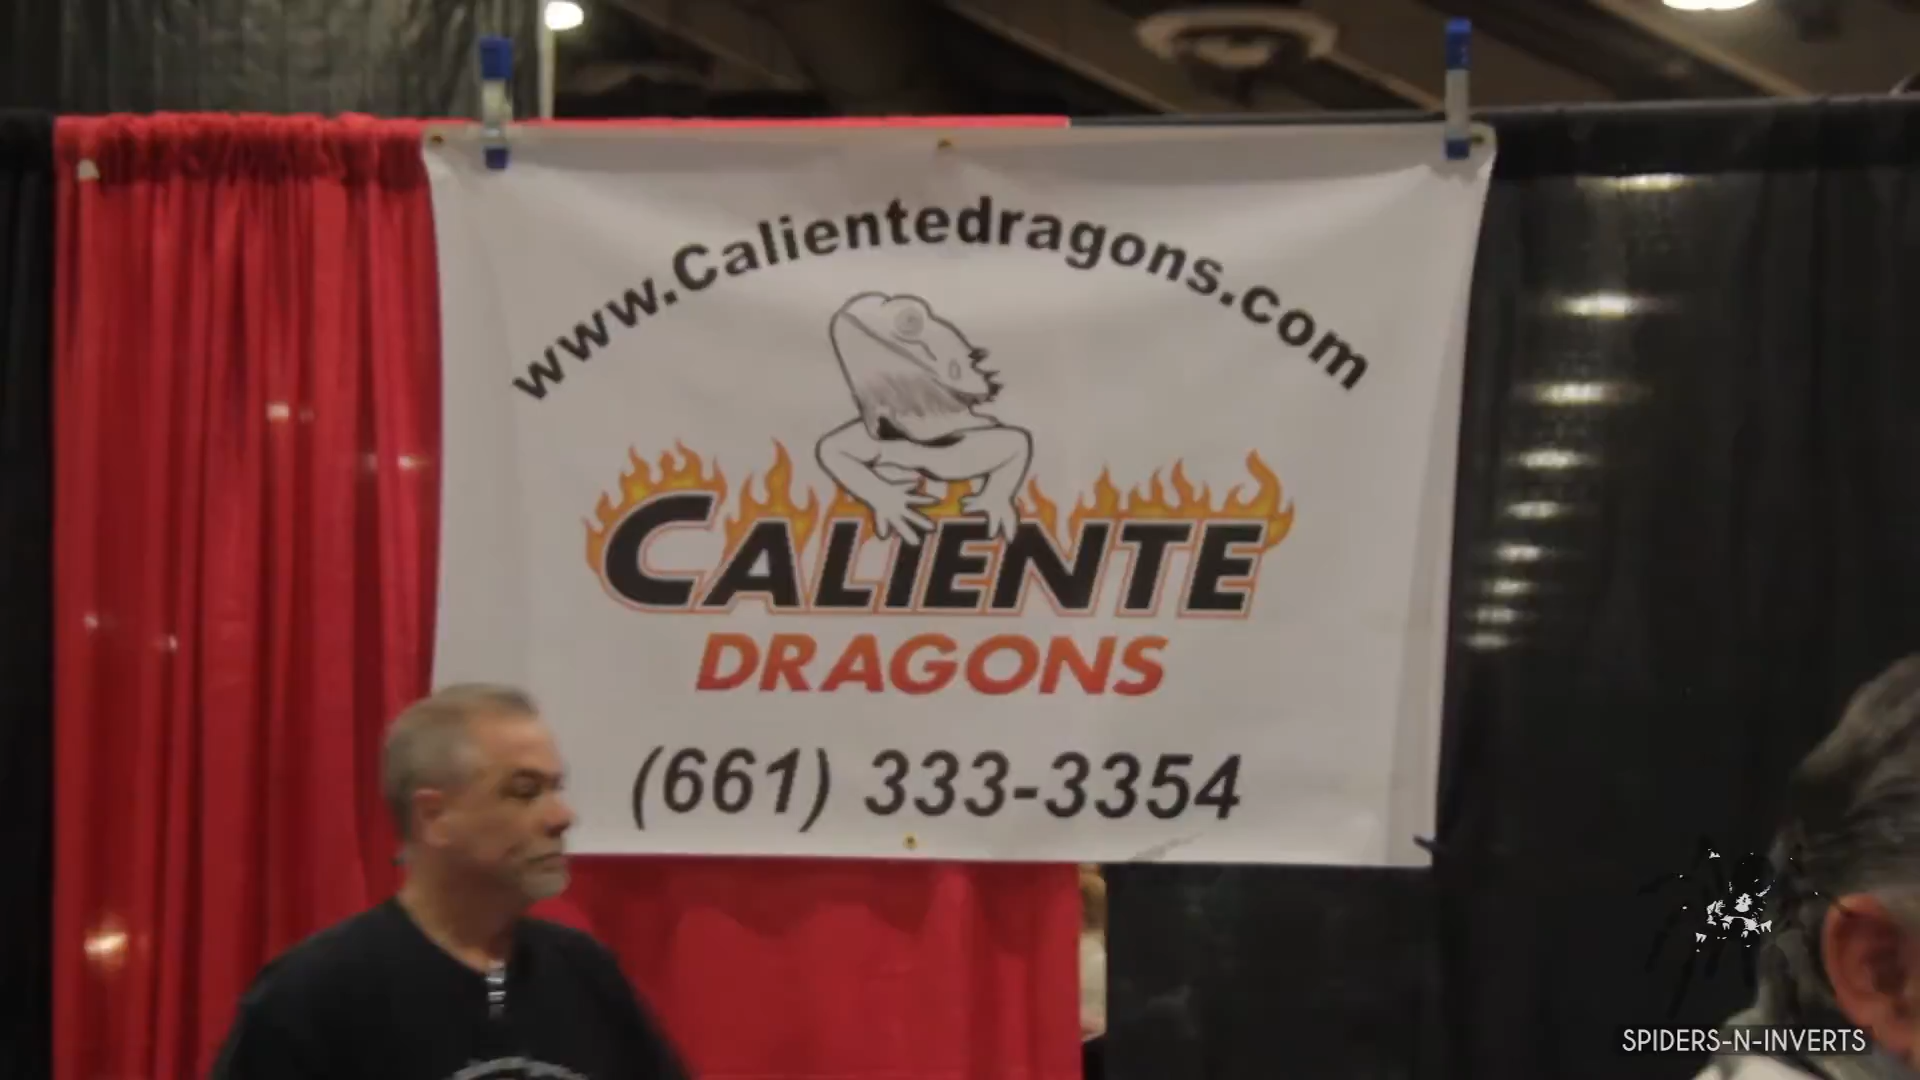 www.Calientedragons.com
CALIENTE
DRAGONS
(661) 333-3354
SPIDERS-N-INVERTS